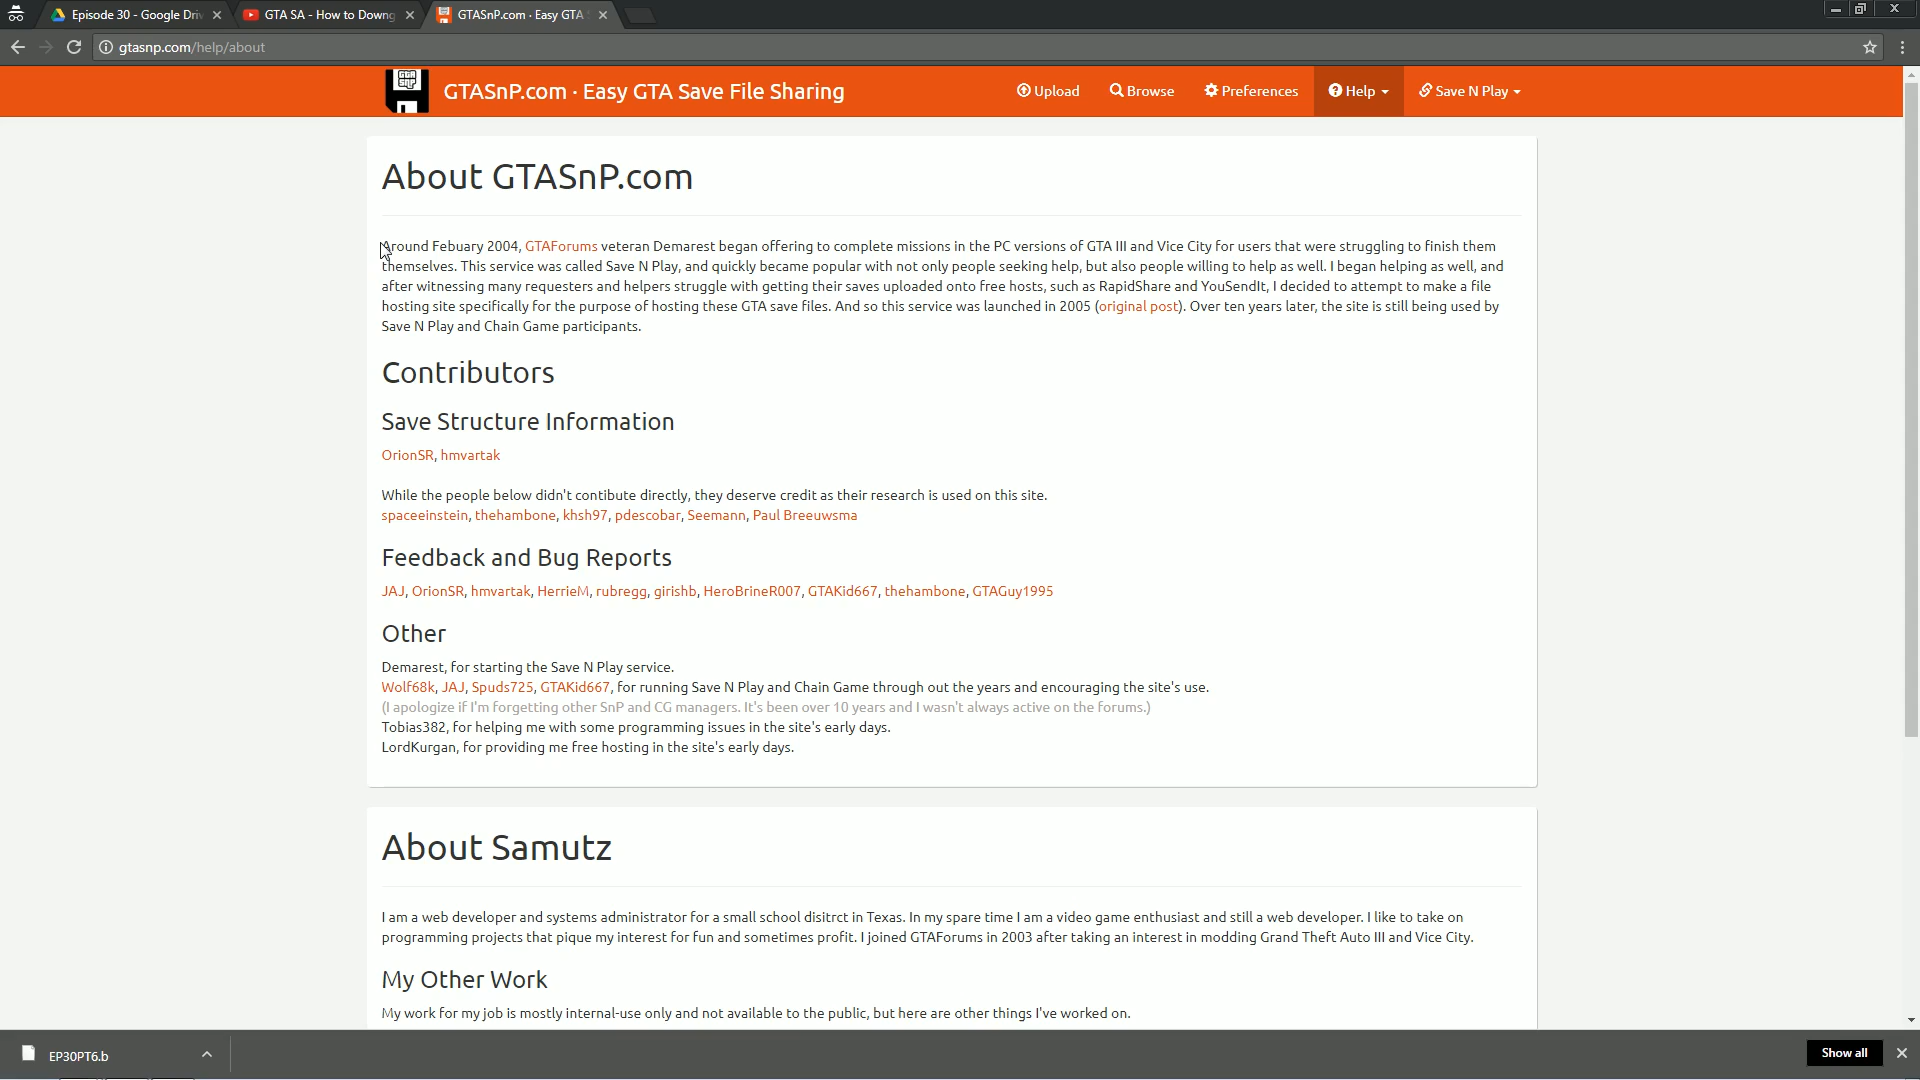 Episode 30 - Google Driv
GTA SA - How to Downg
GTASnP.com · Easy GTA S
gtasnp.com/help/about
GTA
SNP
GTASnP.com · Easy GTA Save File Sharing
Upload
Browse
Preferences
Help
Save N Play
About GTASnP.com
Around Febuary 2004, GTAForums veteran Demarest began offering to complete missions in the PC versions of GTA III and Vice City for users that were struggling to finish them
themselves. This service was called Save N Play, and quickly became popular with not only people seeking help, but also people willing to help as well. I began helping as well, and
after witnessing many requesters and helpers struggle with getting their saves uploaded onto free hosts, such as RapidShare and YouSendIt, I decided to attempt to make a file
hosting site specifically for the purpose of hosting these GTA save files. And so this service was launched in 2005 (original post). Over ten years later, the site is still being used by
Save N Play and Chain Game participants.
Contributors
Save Structure Information
OrionSR, hmvartak
While the people below didn't contibute directly, they deserve credit as their research is used on this site.
spaceeinstein, thehambone, khsh97, pdescobar, Seemann, Paul Breeuwsma
Feedback and Bug Reports
JAJ, OrionSR, hmvartak, HerrieM, rubregg, girishb, HeroBrineR007, GTAKid667, thehambone, GTAGuy1995
Other
Demarest, for starting the Save N Play service.
Wolf68k, JAJ, Spuds725, GTAKid667, for running Save N Play and Chain Game through out the years and encouraging the site's use.
(I apologize if I'm forgetting other SnP and CG managers. It's been over 10 years and I wasn't always active on the forums.)
Tobias382, for helping me with some programming issues in the site's early days.
LordKurgan, for providing me free hosting in the site's early days.
About Samutz
I am a web developer and systems administrator for a small school disitrct in Texas. In my spare time I am a video game enthusiast and still a web developer. I like to take on
programming projects that pique my interest for fun and sometimes profit. I joined GTAForums in 2003 after taking an interest in modding Grand Theft Auto III and Vice City.
My Other Work
My work for my job is mostly internal-use only and not available to the public, but here are other things I've worked on.
EP30PT6.b
Show all